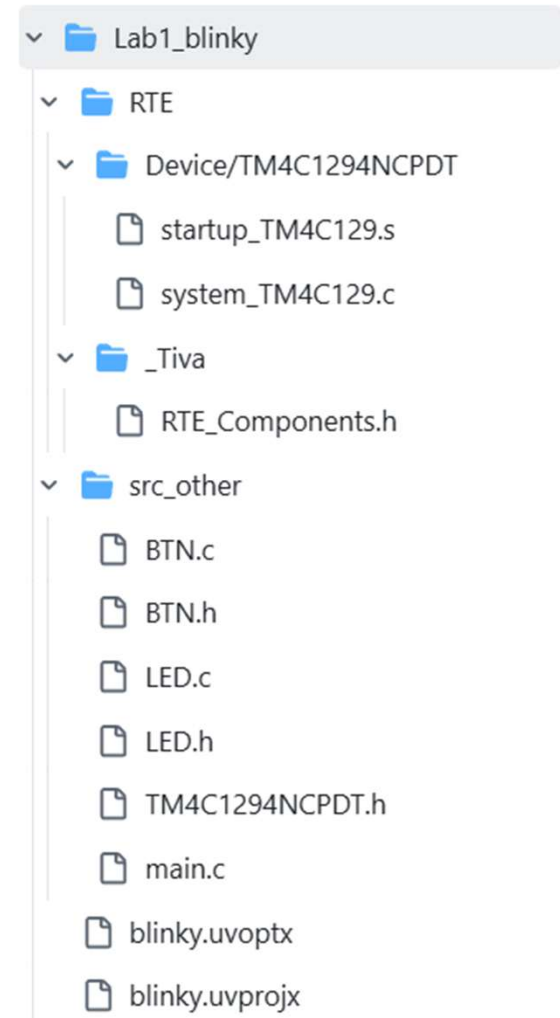 Lab1_blinky
RTE
Device/TM4C1294NCPDT
startup_TM4C129.s
system_TM4C129.c
_Tiva
RTE_Components.h
src_other
BTN.c
BTN.h
LED.c
LED.h
TM4C1294NCPDT.h
main.c
blinky.uvoptx
blinky.uvprojx